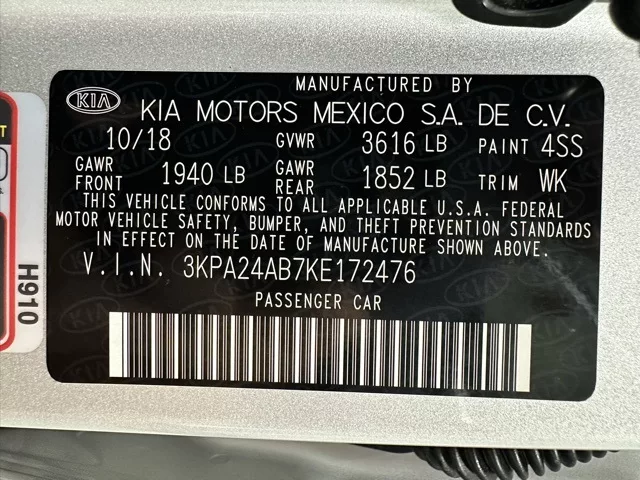 MANUFACTURED BY
KIA KIA MOTORS MEXICO S.A. DE C.V.
10/18 GVWR 3616 LB PAINT 4SS
GAWR FRONT 1940 LB GAWR REAR 1852 LB TRIM WK
THIS VEHICLE CONFORMS TO ALL APPLICABLE U.S.A. FEDERAL
MOTOR VEHICLE SAFETY, BUMPER, AND THEFT PREVENTION STANDARDS
IN EFFECT ON THE DATE OF MANUFACTURE SHOWN ABOVE.
V.I.N. 3KPA24AB7KE172476
PASSENGER CAR
H910